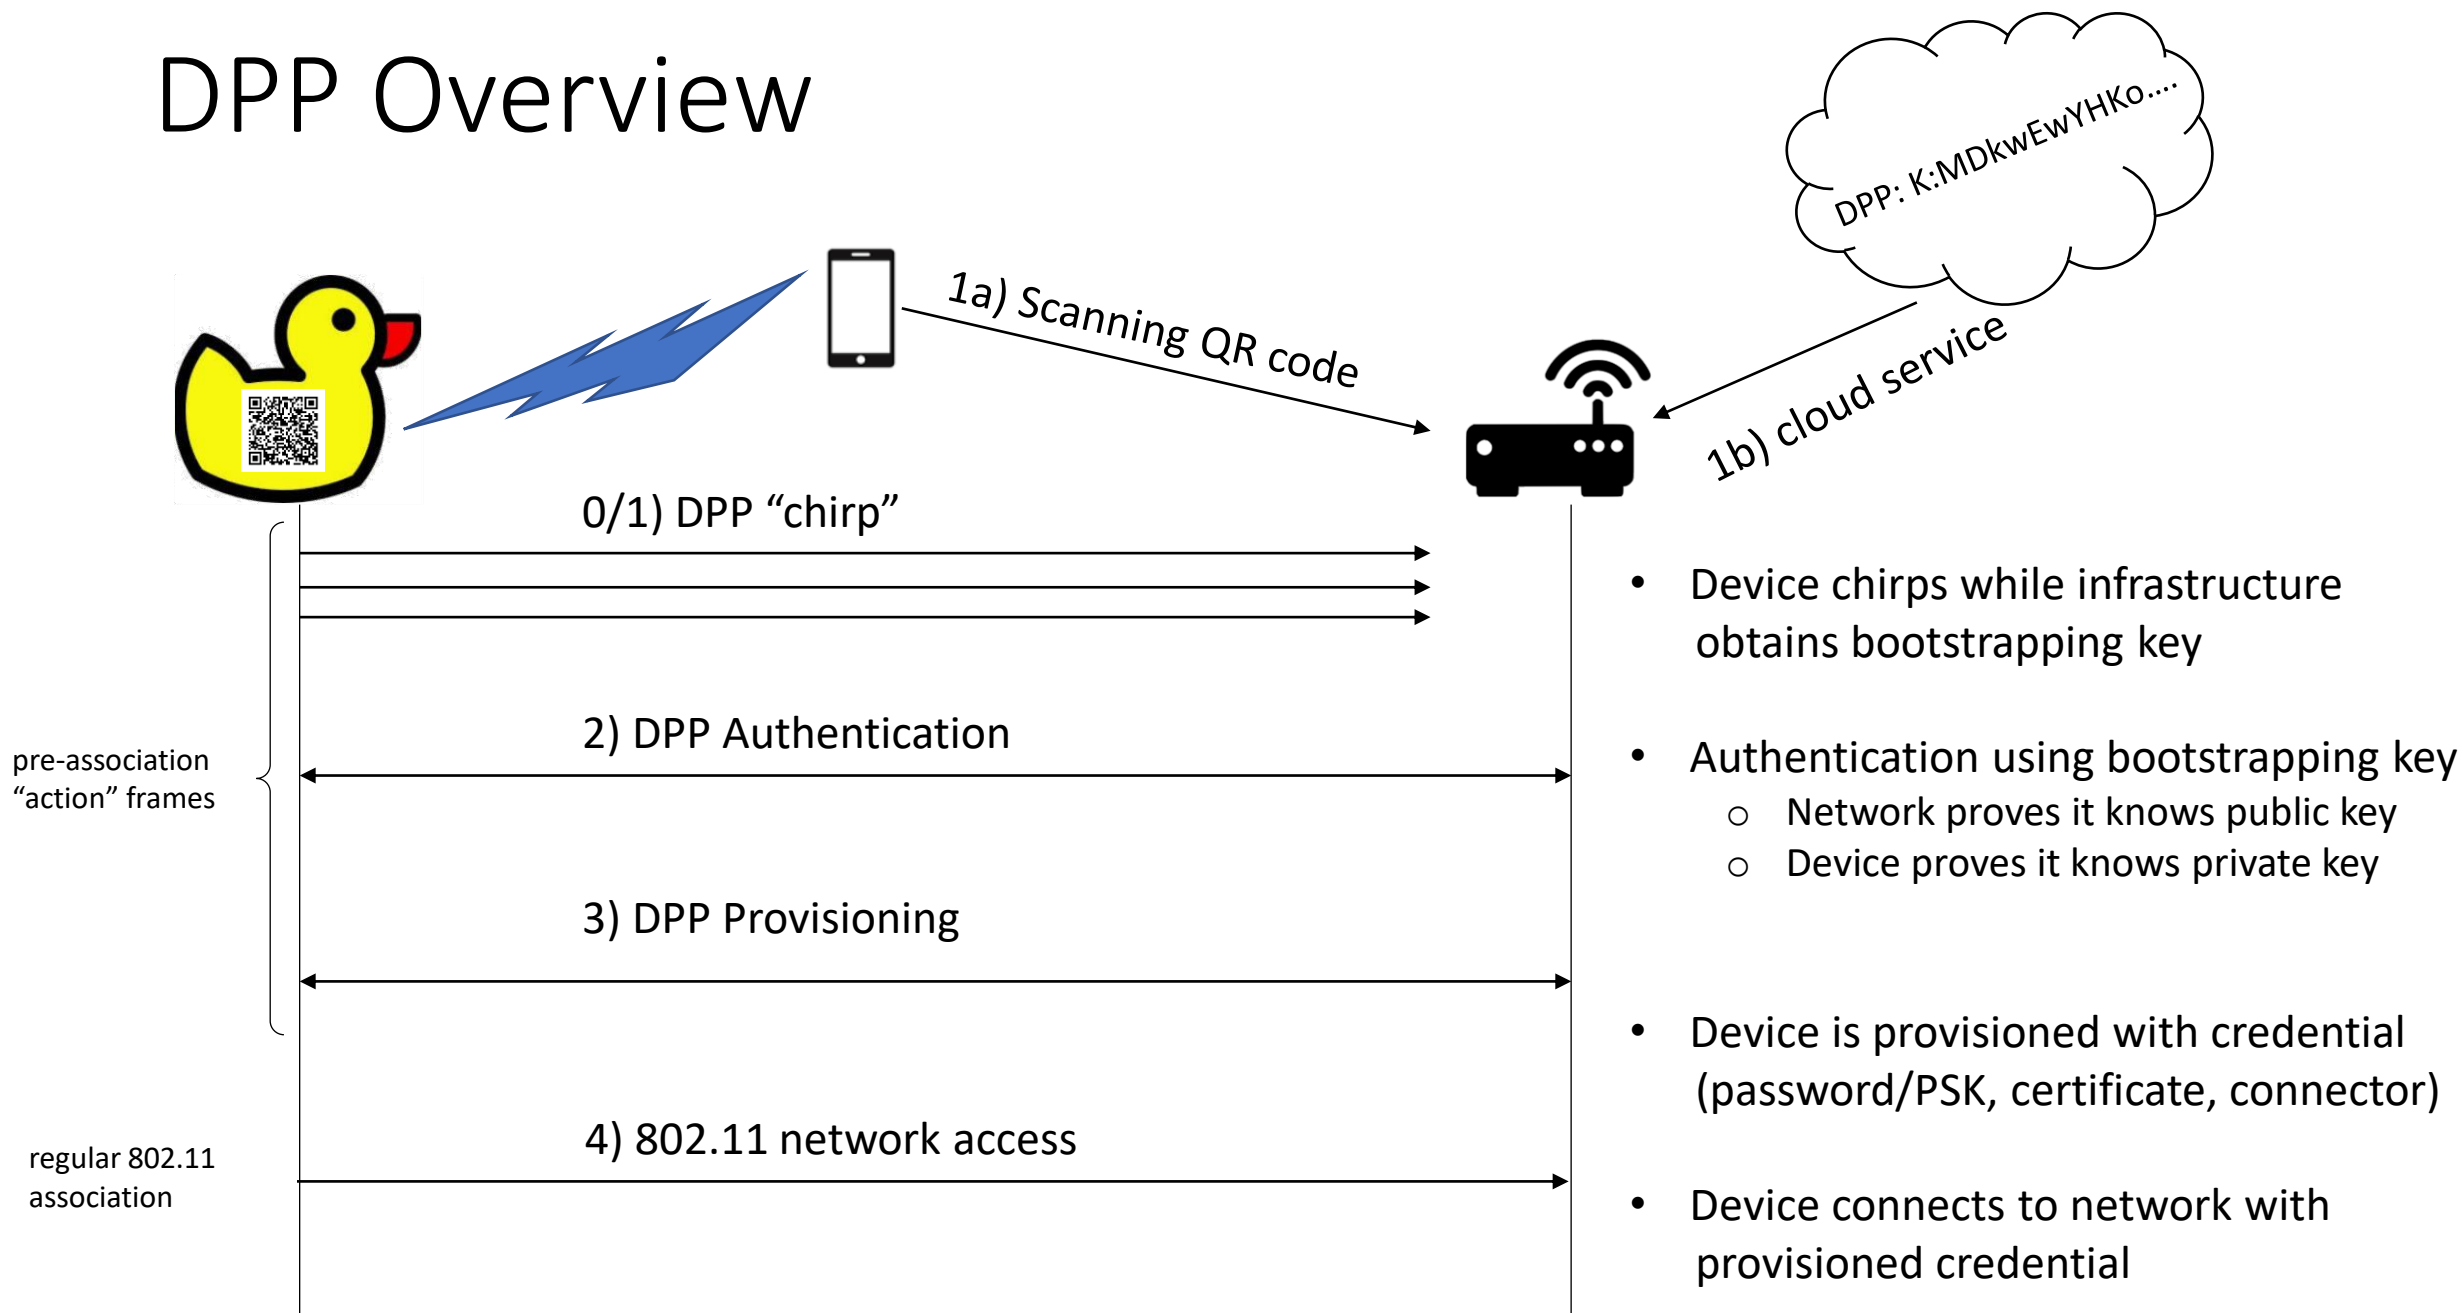 DPP Overview
DPP: K:MDkwEwYHKo....
1a) Scanning QR code
1b) cloud service
0/1) DPP “chirp”
• Device chirps while infrastructure
obtains bootstrapping key
2) DPP Authentication
pre-association
“action” frames
• Authentication using bootstrapping key
o Network proves it knows public key
o Device proves it knows private key
3) DPP Provisioning
• Device is provisioned with credential
(password/PSK, certificate, connector)
4) 802.11 network access
regular 802.11
association
• Device connects to network with
provisioned credential